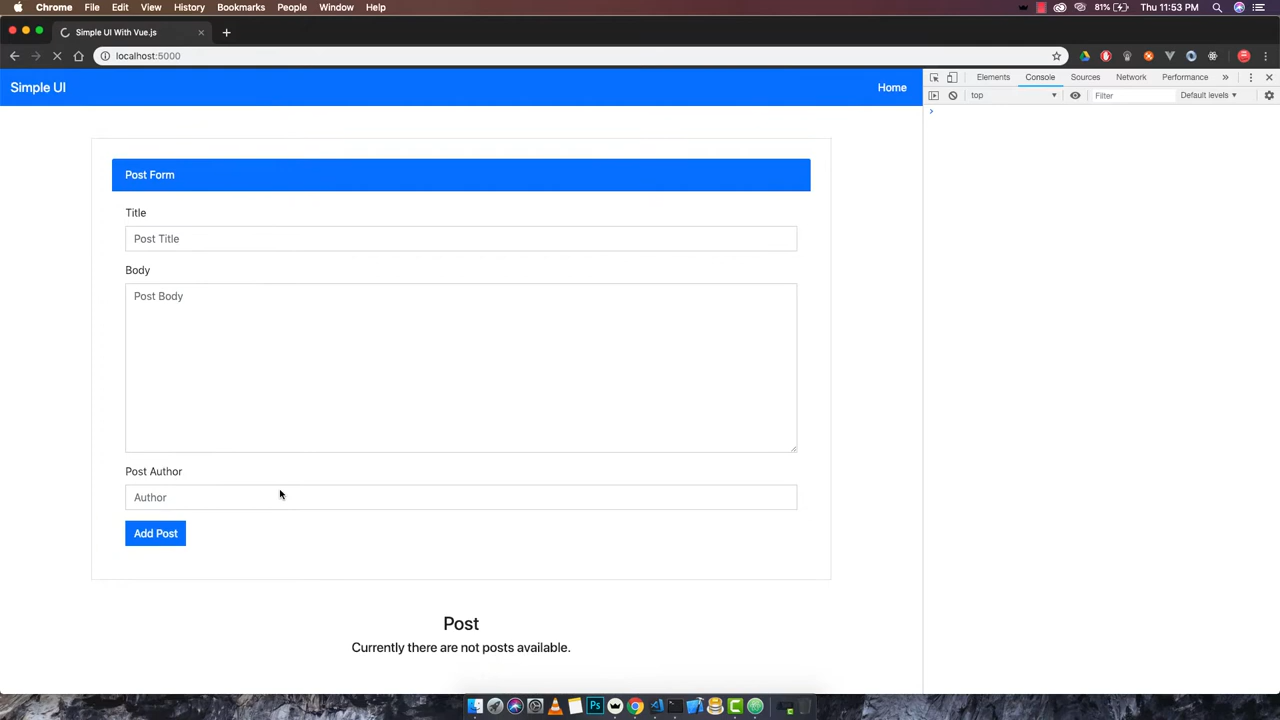 Chrome File Edit View History Bookmarks People Window Help 81% Thu 11:53 PM
Simple UI With Vue.js
localhost:5000
Simple UI Home
Elements Console Sources Network Performance
top Filter Default levels
Post Form
Title
Post Title
Body
Post Body
Post Author
Author
Add Post
Post
Currently there are not posts available.
Ps